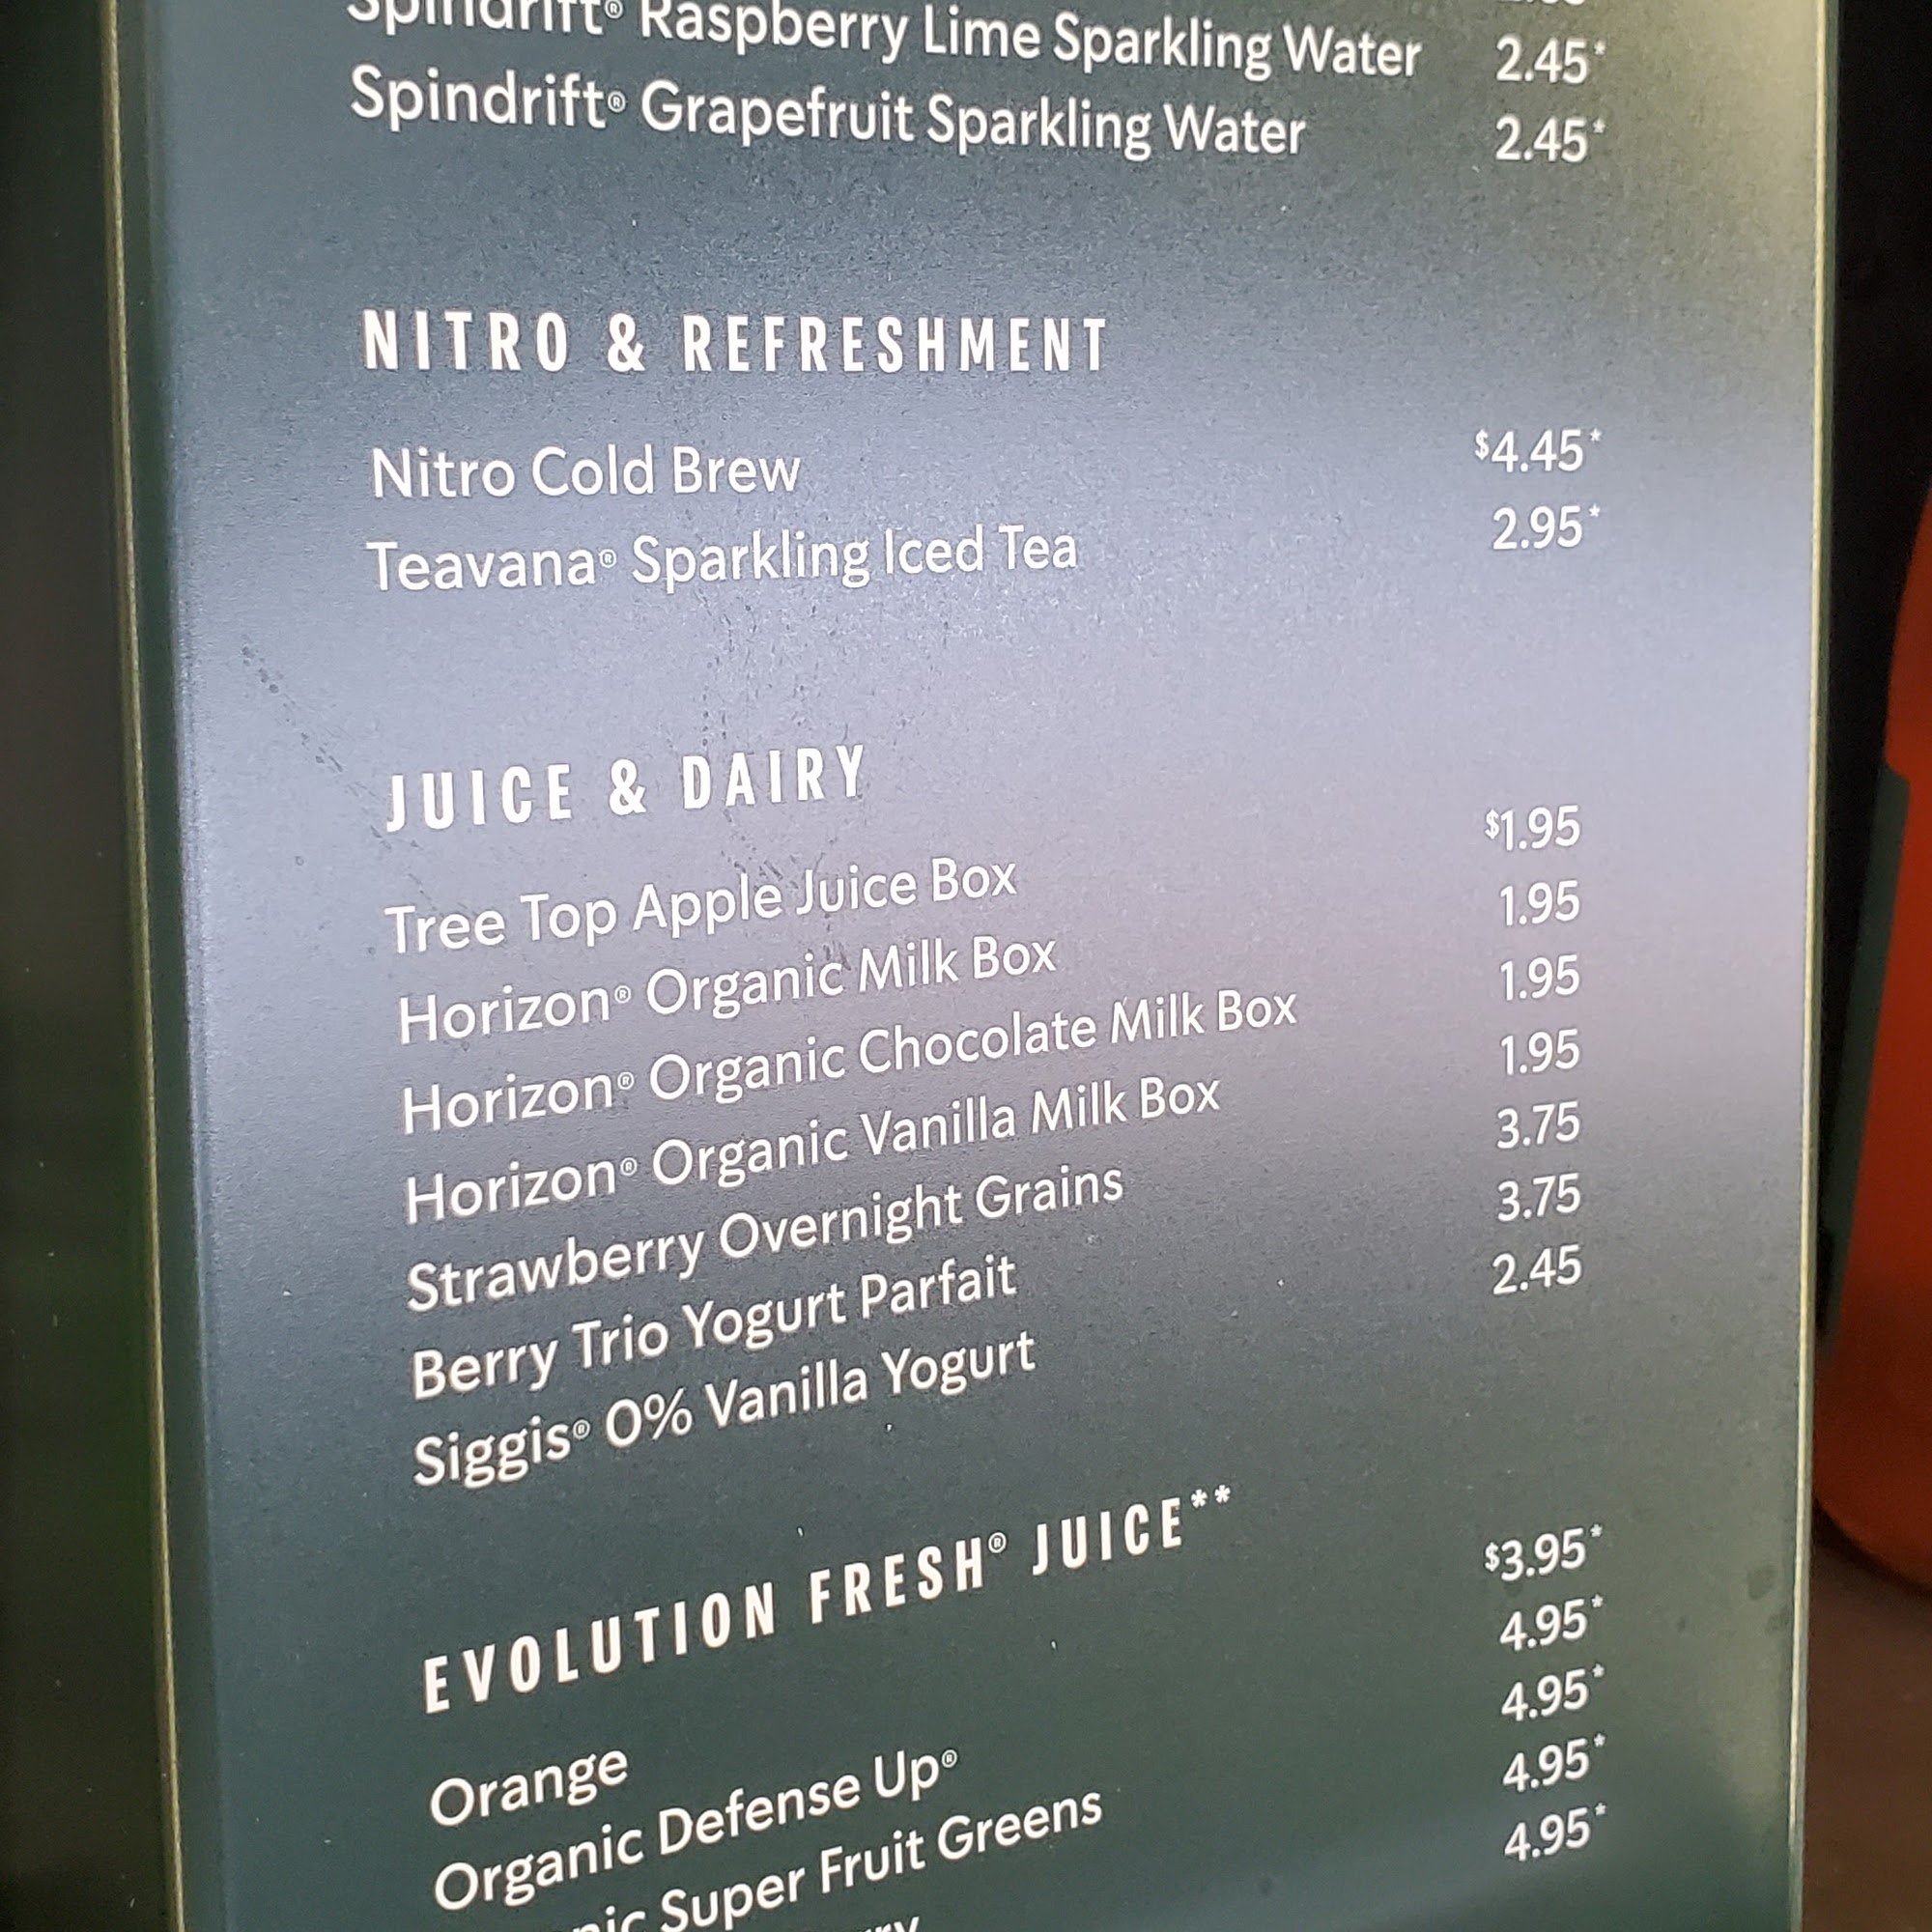 Spindrift® Raspberry Lime Sparkling Water 2.45*
Spindrift® Grapefruit Sparkling Water 2.45*
NITRO & REFRESHMENT
Nitro Cold Brew $4.45*
Teavana® Sparkling Iced Tea 2.95*
JUICE & DAIRY
Tree Top Apple Juice Box $1.95
Horizon® Organic Milk Box 1.95
Horizon® Organic Chocolate Milk Box 1.95
Horizon® Organic Vanilla Milk Box 1.95
Strawberry Overnight Grains 3.75
Berry Trio Yogurt Parfait 3.75
Siggis® 0% Vanilla Yogurt 2.45
EVOLUTION FRESH® JUICE**
Orange $3.95*
Organic Defense Up® 4.95*
Super Fruit Greens 4.95*
4.95*
4.95*